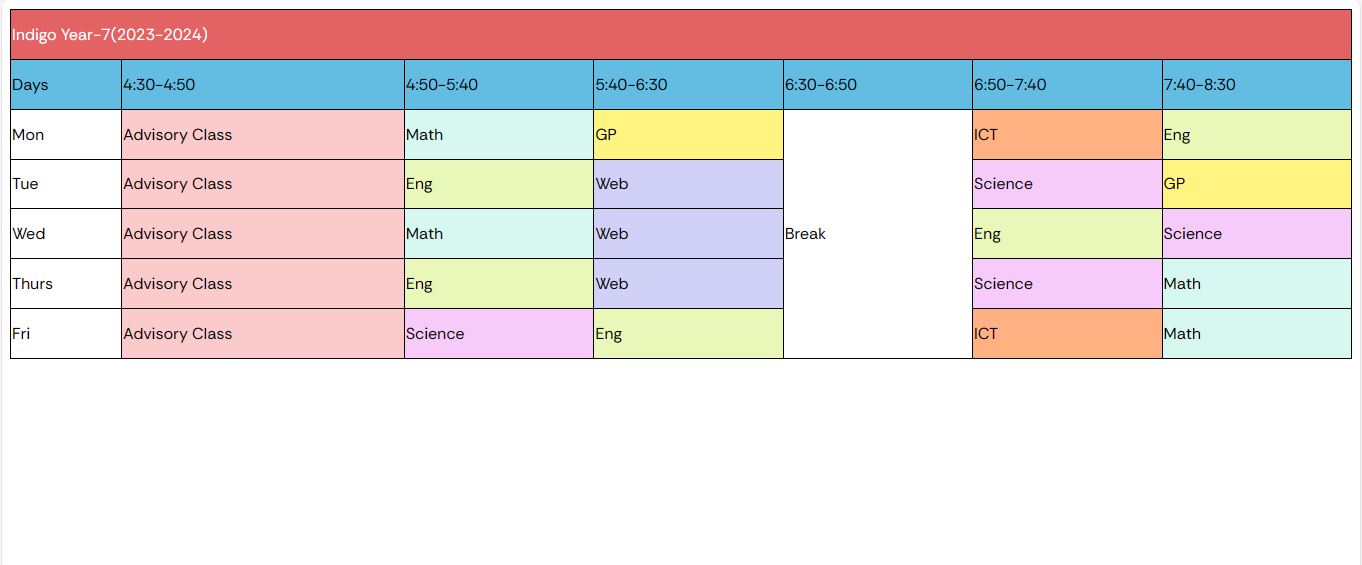 Indigo Year-7(2023-2024)
Days 4:30-4:50 4:50-5:40 5:40-6:30 6:30-6:50 6:50-7:40 7:40-8:30
Mon Advisory Class Math GP ICT Eng
Tue Advisory Class Eng Web Science GP
Wed Advisory Class Math Web Break Eng Science
Thurs Advisory Class Eng Web Science Math
Fri Advisory Class Science Eng ICT Math